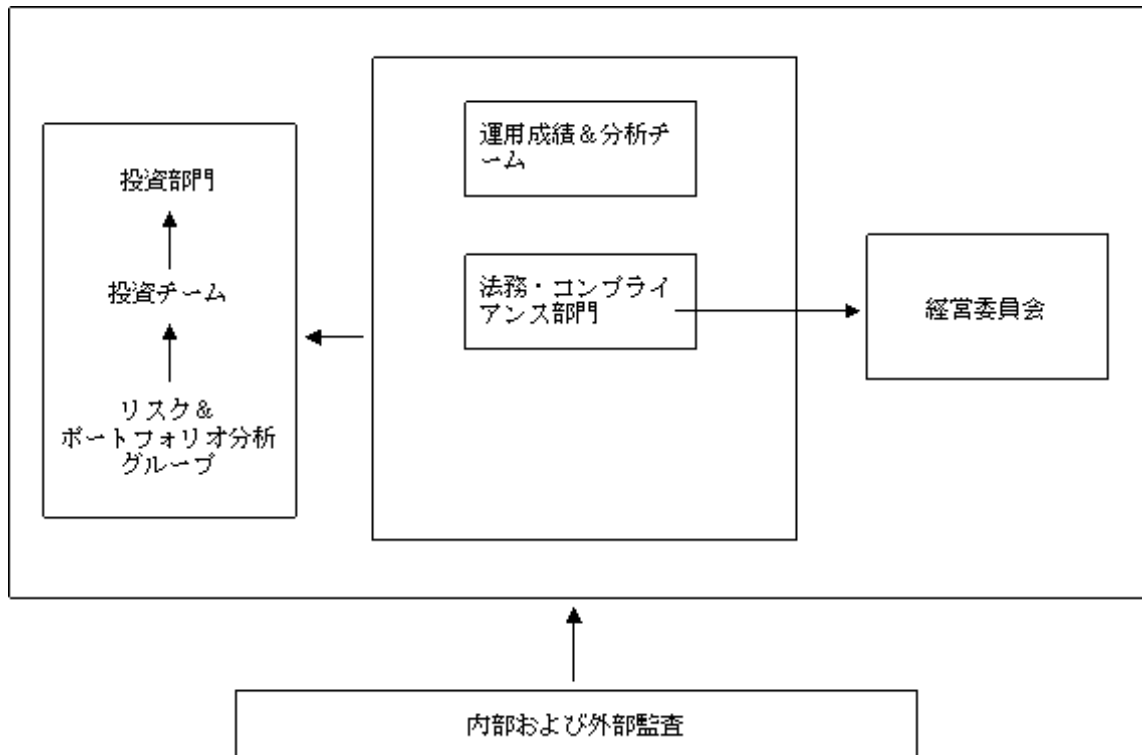 運用成績＆分析チ
ーム
投資部門
法務・コンプライ
アンス部門
投資チーム
経営委員会
リスク＆
ポートフォリオ分析
グループ
内部および外部監査